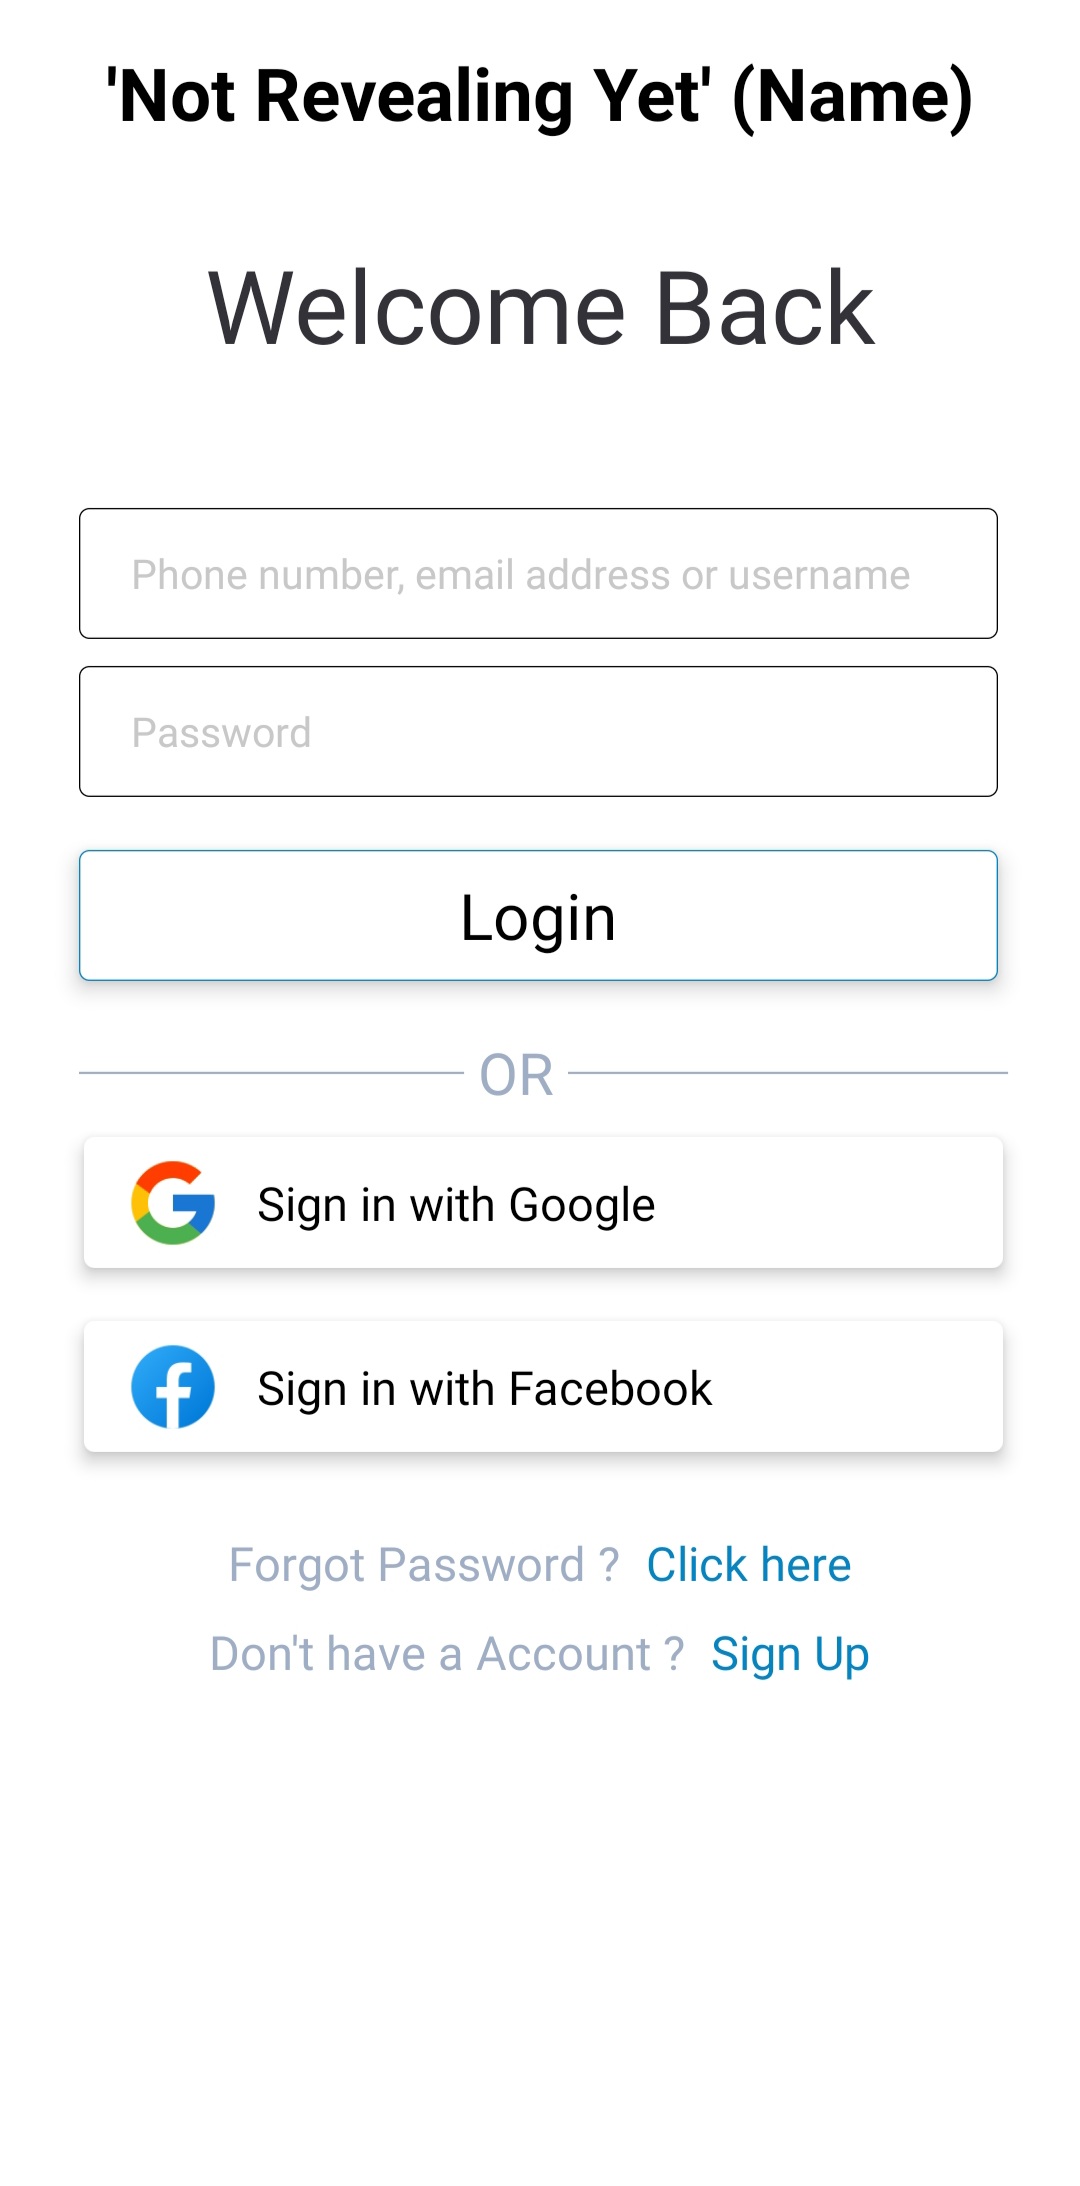 'Not Revealing Yet' (Name)
Welcome Back
Phone number, email address or username
Password
Login
OR
Sign in with Google
Sign in with Facebook
Forgot Password ? Click here
Don't have a Account ? Sign Up